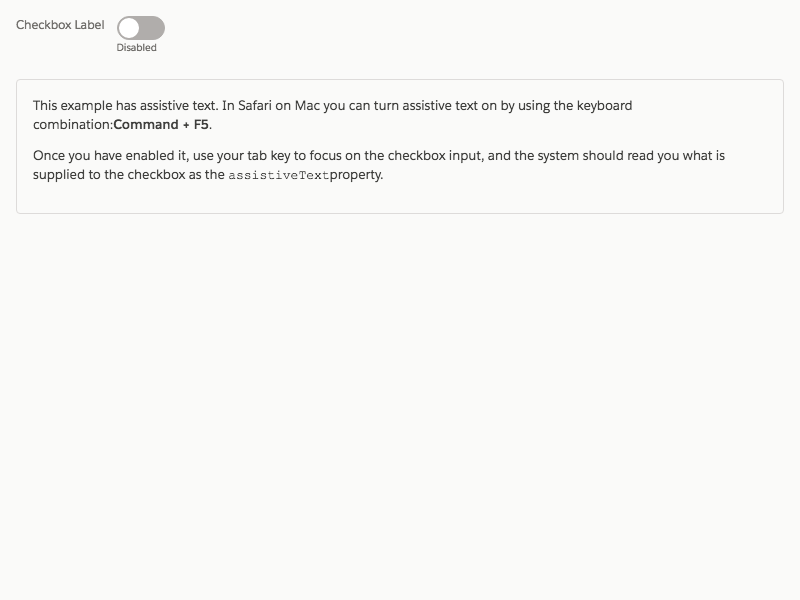 Checkbox Label
Disabled
This example has assistive text. In Safari on Mac you can turn assistive text on by using the keyboard
combination:Command + F5.
Once you have enabled it, use your tab key to focus on the checkbox input, and the system should read you what is
supplied to the checkbox as the assistiveTextproperty.